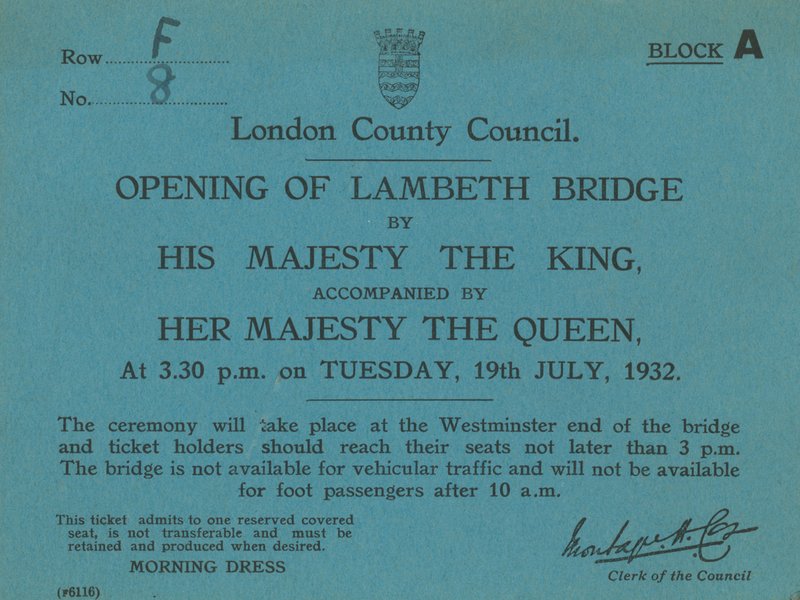 Row F
No. 8
BLOCK A
London County Council.
OPENING OF LAMBETH BRIDGE
BY
HIS MAJESTY THE KING,
ACCOMPANIED BY
HER MAJESTY THE QUEEN,
At 3.30 p.m. on TUESDAY, 19th JULY, 1932.
The ceremony will take place at the Westminster end of the bridge
and ticket holders should reach their seats not later than 3 p.m.
The bridge is not available for vehicular traffic and will not be available
for foot passengers after 10 a.m.
This ticket admits to one reserved covered
seat, is not transferable and must be
retained and produced when desired.
MORNING DRESS
Montague H. Cox
Clerk of the Council
(F6116)